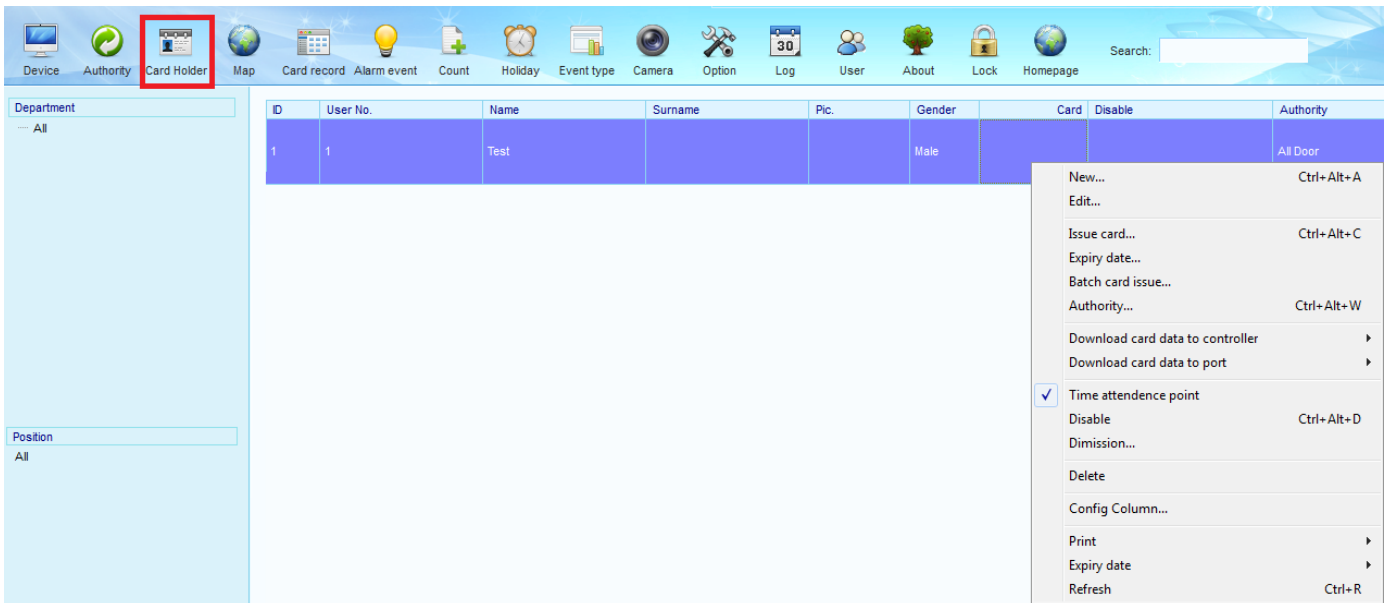 Device Authority Card Holder Map Card record Alarm event Count Holiday Event type Camera Option 30 Log User About Lock Homepage Search:
Department
All
ID User No. Name Surname Pic. Gender Card Disable Authority
1 1 Test Male All Door
New... Ctrl+Alt+A
Edit...
Issue card... Ctrl+Alt+C
Expiry date...
Batch card issue...
Authority... Ctrl+Alt+W
Download card data to controller
Download card data to port
Time attendence point
Disable Ctrl+Alt+D
Dimission...
Delete
Config Column...
Print
Expiry date
Refresh Ctrl+R
Position
All